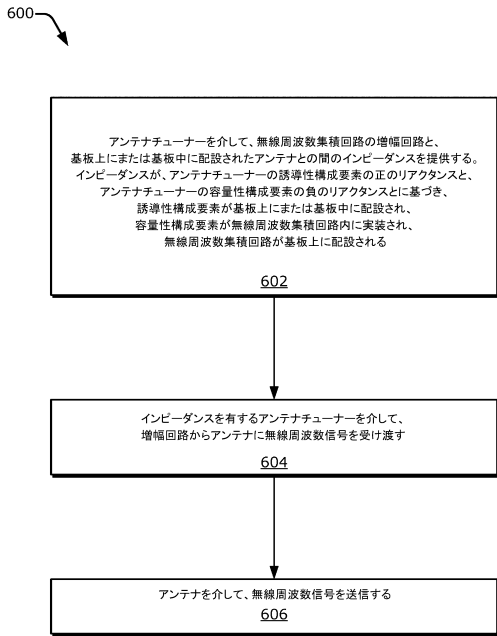 600
アンテナチューナーを介して、無線周波数集積回路の増幅回路と、
基板上にまたは基板中に配設されたアンテナとの間のインピーダンスを提供する。
インピーダンスが、アンテナチューナーの誘導性構成要素の正のリアクタンスと、
アンテナチューナーの容量性構成要素の負のリアクタンスとに基づき、
誘導性構成要素が基板上にまたは基板中に配設され、
容量性構成要素が無線周波数集積回路内に実装され、
無線周波数集積回路が基板上に配設される
602
インピーダンスを有するアンテナチューナーを介して、
増幅回路からアンテナに無線周波数信号を受け渡す
604
アンテナを介して、無線周波数信号を送信する
606